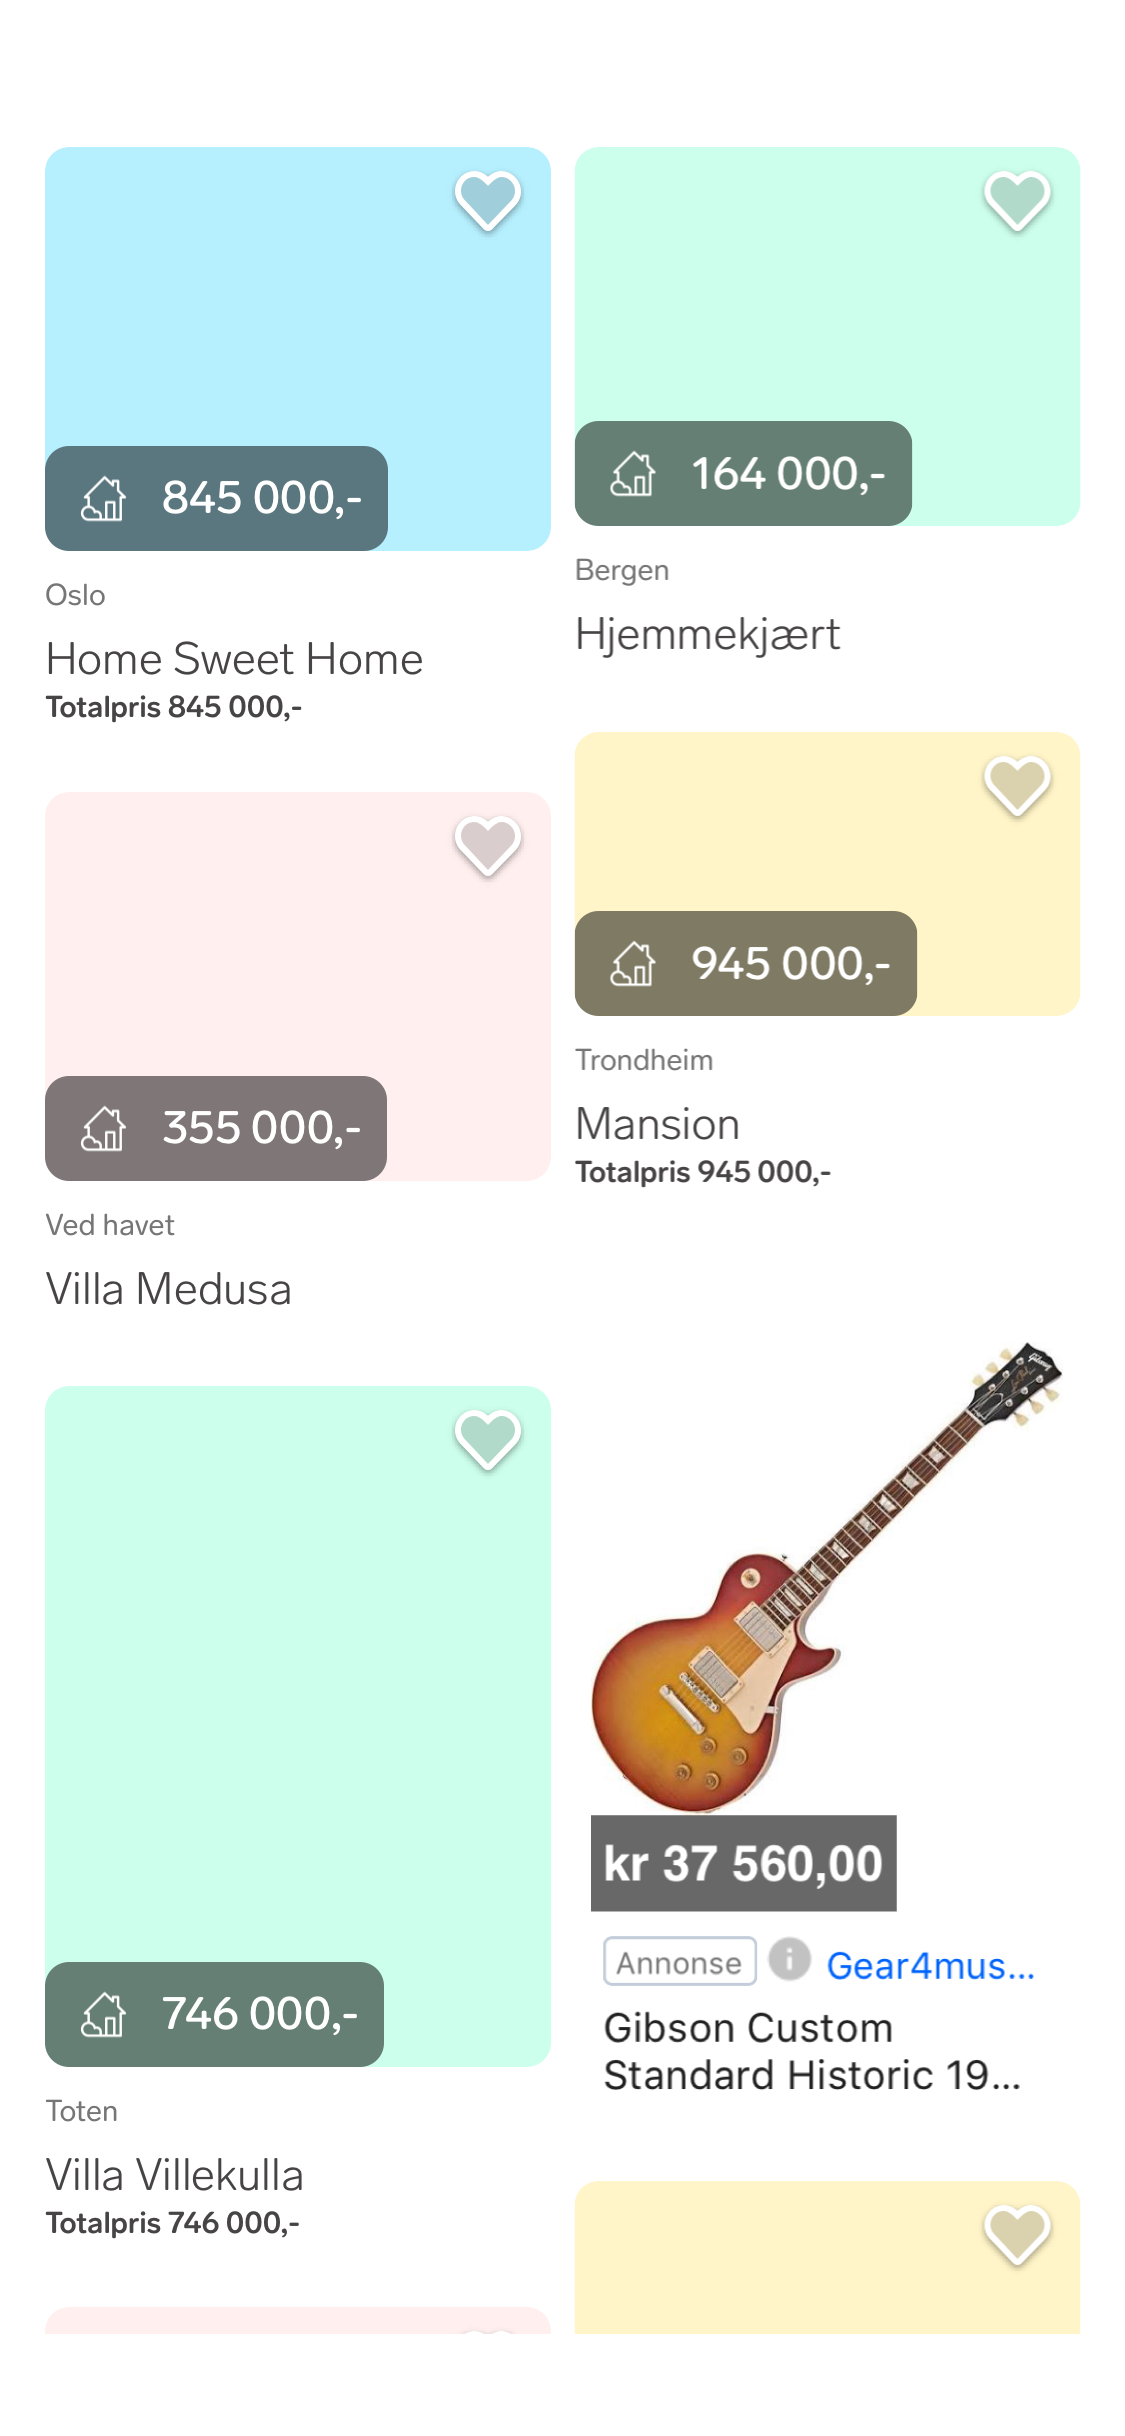 845 000,-
Oslo
Home Sweet Home
Totalpris 845 000,-
164 000,-
Bergen
Hjemmekjært
355 000,-
Ved havet
Villa Medusa
945 000,-
Trondheim
Mansion
Totalpris 945 000,-
746 000,-
Toten
Villa Villekulla
Totalpris 746 000,-
Gibson
kr 37 560,00
Annonse i Gear4mus...
Gibson Custom
Standard Historic 19...